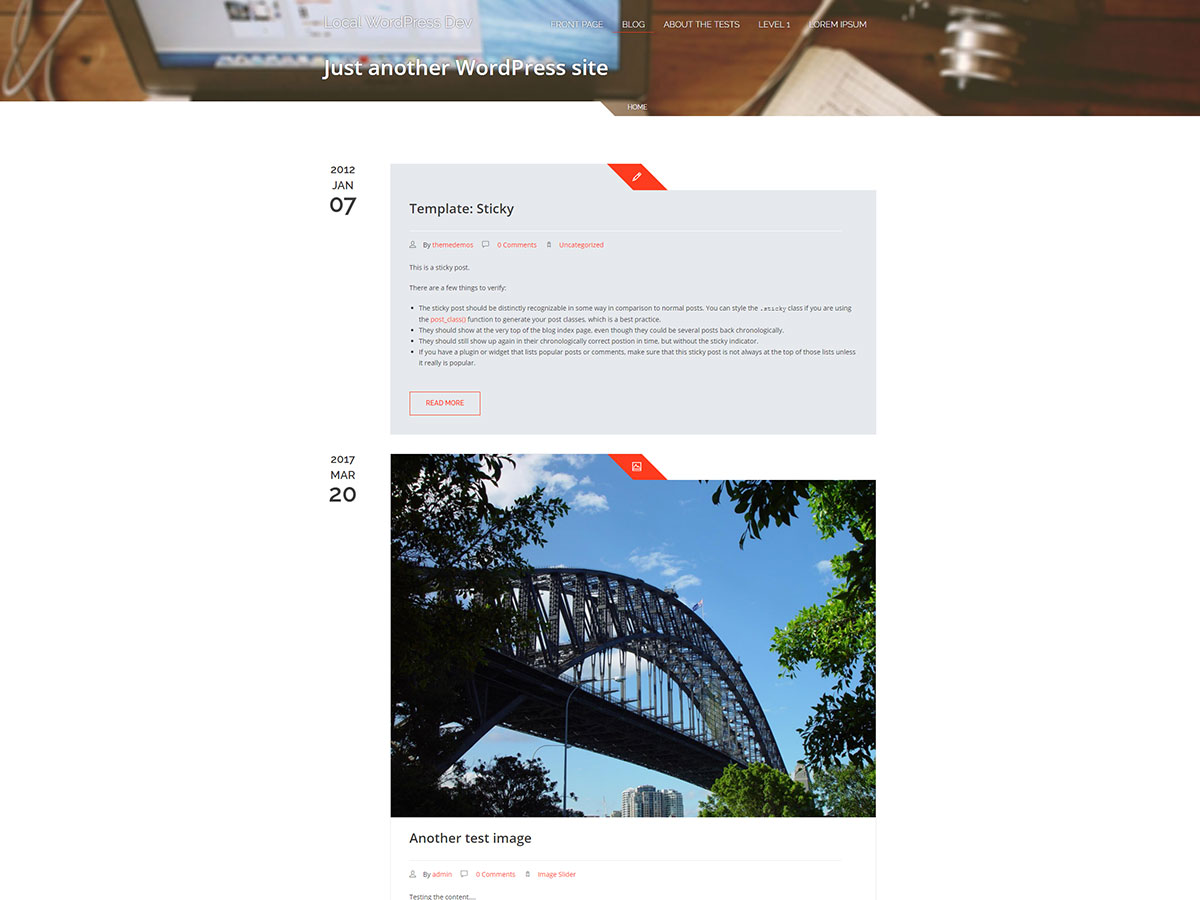 Local WordPress Dev
FRONT PAGE BLOG ABOUT THE TESTS LEVEL 1 LOREM IPSUM
Just another WordPress site
HOME
2012
JAN
07
Template: Sticky
By themedemos 0 Comments Uncategorized
This is a sticky post.
There are a few things to verify:
The sticky post should be distinctly recognizable in some way in comparison to normal posts. You can style the .sticky class if you are using
the post_class() function to generate your post classes, which is a best practice.
They should show at the very top of the blog index page, even though they could be several posts back chronologically.
They should still show up again in their chronologically correct postion in time, but without the sticky indicator.
If you have a plugin or widget that lists popular posts or comments, make sure that this sticky post is not always at the top of those lists unless
it really is popular.
READ MORE
2017
MAR
20
Another test image
By admin 0 Comments Image Slider
Testing the content....